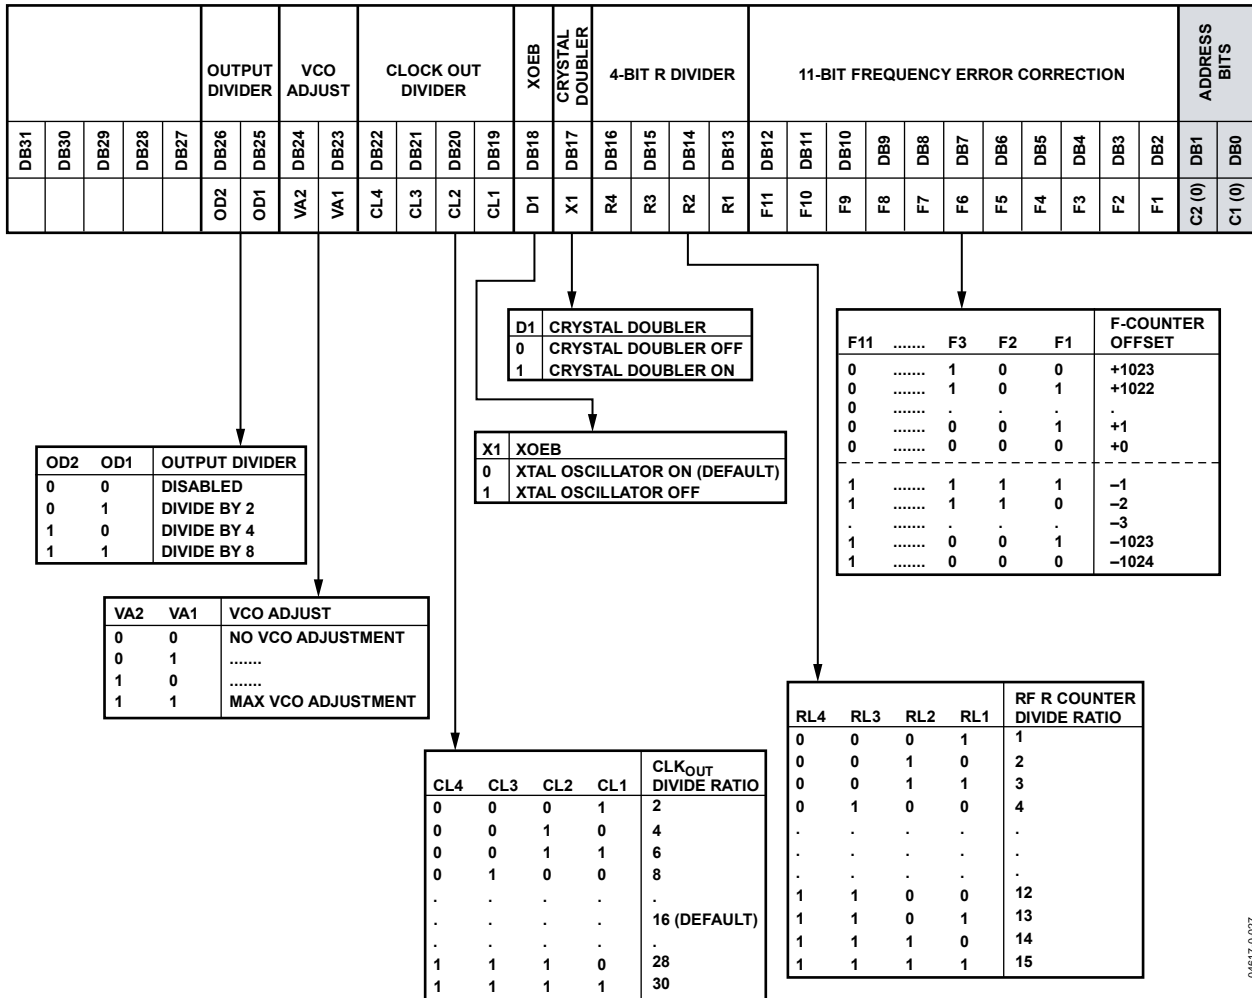 OUTPUT DIVIDER
VCO ADJUST
CLOCK OUT DIVIDER
XOEB
CRYSTAL DOUBLER
4-BIT R DIVIDER
11-BIT FREQUENCY ERROR CORRECTION
ADDRESS BITS
DB31 DB30 DB29 DB28 DB27 DB26 DB25 DB24 DB23 DB22 DB21 DB20 DB19 DB18 DB17 DB16 DB15 DB14 DB13 DB12 DB11 DB10 DB9 DB8 DB7 DB6 DB5 DB4 DB3 DB2 DB1 DB0
OD2 OD1 VA2 VA1 CL4 CL3 CL2 CL1 D1 X1 R4 R3 R2 R1 F11 F10 F9 F8 F7 F6 F5 F4 F3 F2 F1 C2 (0) C1 (0)
D1 CRYSTAL DOUBLER
0 CRYSTAL DOUBLER OFF
1 CRYSTAL DOUBLER ON
F11 ....... F3 F2 F1 F-COUNTER OFFSET
0 ....... 1 0 0 +1023
0 ....... 1 0 1 +1022
0 ....... . . . .
0 ....... 0 0 1 +1
0 ....... 0 0 0 +0
1 ....... 1 1 1 –1
1 ....... 1 1 0 –2
. ....... . . . –3
1 ....... 0 0 1 –1023
1 ....... 0 0 0 –1024
X1 XOEB
0 XTAL OSCILLATOR ON (DEFAULT)
1 XTAL OSCILLATOR OFF
OD2 OD1 OUTPUT DIVIDER
0 0 DISABLED
0 1 DIVIDE BY 2
1 0 DIVIDE BY 4
1 1 DIVIDE BY 8
VA2 VA1 VCO ADJUST
0 0 NO VCO ADJUSTMENT
0 1 .......
1 0 .......
1 1 MAX VCO ADJUSTMENT
RL4 RL3 RL2 RL1 RF R COUNTER DIVIDE RATIO
0 0 0 1 1
0 0 1 0 2
0 0 1 1 3
0 1 0 0 4
. . . . .
. . . . .
. . . . .
1 1 0 0 12
1 1 0 1 13
1 1 1 0 14
1 1 1 1 15
CL4 CL3 CL2 CL1 CLKOUT DIVIDE RATIO
0 0 0 1 2
0 0 1 0 4
0 0 1 1 6
0 1 0 0 8
. . . . .
. . . . 16 (DEFAULT)
. . . . .
1 1 1 0 28
1 1 1 1 30
04617-0-027